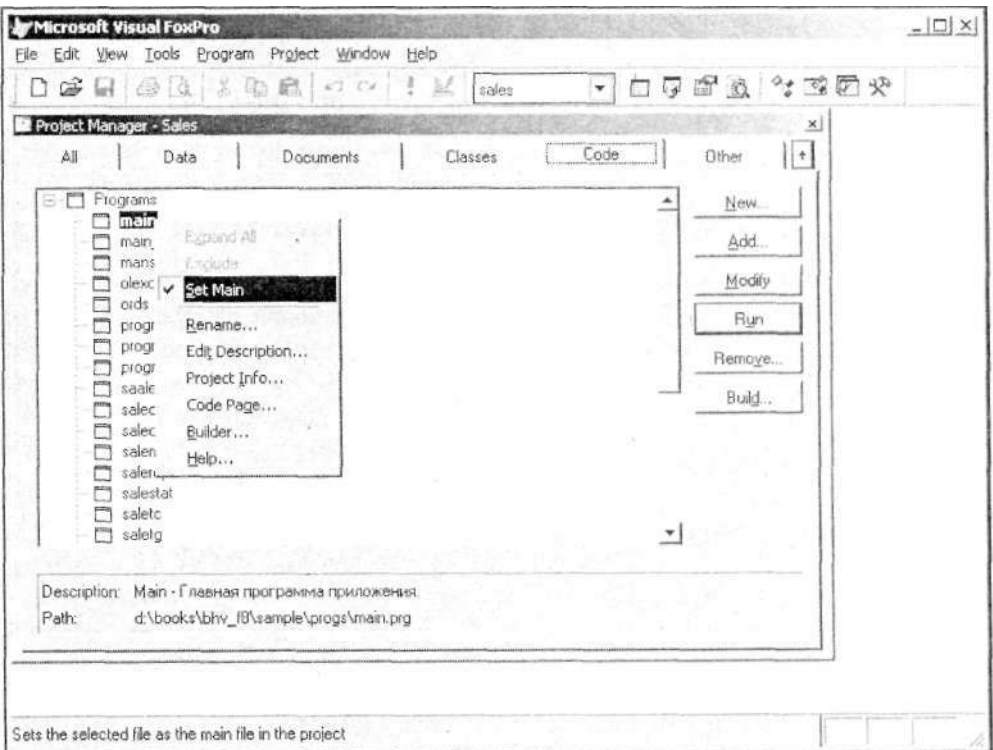 Microsoft Visual FoxPro
File Edit View Tools Program Project Window Help
sales
Project Manager - Sales
All Data Documents Classes Code Other
Programs
main
main_
mans
olexc
ords
progr
progr
progr
saale
salec
salec
salen
salestat
saletc
saletg
Expand All
Exclude
Set Main
Rename...
Edit Description...
Project Info...
Code Page...
Builder...
Help...
New...
Add...
Modify
Run
Remove...
Build...
Description: Main - Главная программа приложения.
Path: d:\books\bhv_f8\sample\progs\main.prg
Sets the selected file as the main file in the project